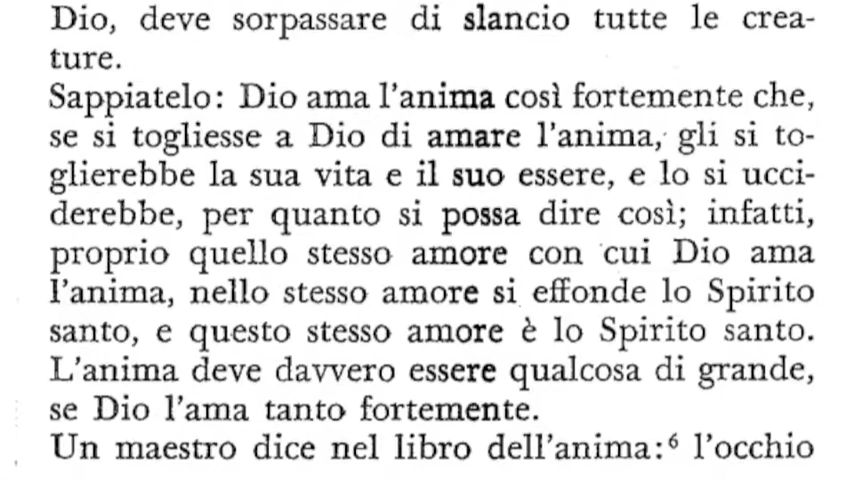 Dio, deve sorpassare di slancio tutte le crea-
ture.
Sappiatelo: Dio ama l'anima così fortemente che,
se si togliesse a Dio di amare l'anima, gli si to-
glierebbe la sua vita e il suo essere, e lo si ucci-
derebbe, per quanto si possa dire così; infatti,
proprio quello stesso amore con cui Dio ama
l'anima, nello stesso amore si effonde lo Spirito
santo, e questo stesso amore è lo Spirito santo.
L'anima deve davvero essere qualcosa di grande,
se Dio l'ama tanto fortemente.
Un maestro dice nel libro dell'anima:⁶ l'occhio